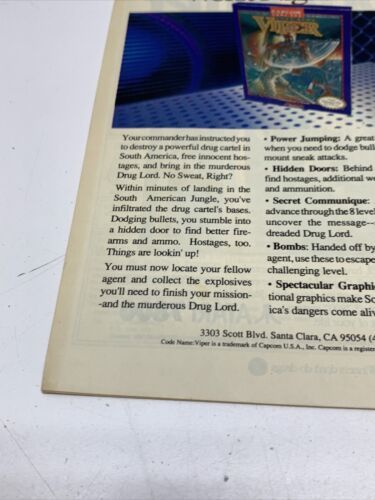 CAPCOM
VIPER
Your commander has instructed you
to destroy a powerful drug cartel in
South America, free innocent hos-
tages, and bring in the murderous
Drug Lord. No Sweat, Right?
Within minutes of landing in the
South American Jungle, you've
infiltrated the drug cartel's bases.
Dodging bullets, you stumble into
a hidden door to find better fire-
arms and ammo. Hostages, too.
Things are lookin' up!
You must now locate your fellow
agent and collect the explosives
you'll need to finish your mission-
-and the murderous Drug Lord.
• Power Jumping: A great
when you need to dodge bull
mount sneak attacks.
• Hidden Doors: Behind
find hostages, additional we
and ammunition.
• Secret Communique:
advance through the 8 level
uncover the message--
dreaded Drug Lord.
• Bombs: Handed off by
agent, use these to escape
challenging level.
• Spectacular Graphi
tional graphics make So
ica's dangers come aliv
3303 Scott Blvd. Santa Clara, CA 95054 (4
Code Name: Viper is a trademark of Capcom U.S.A., Inc. Capcom is a register